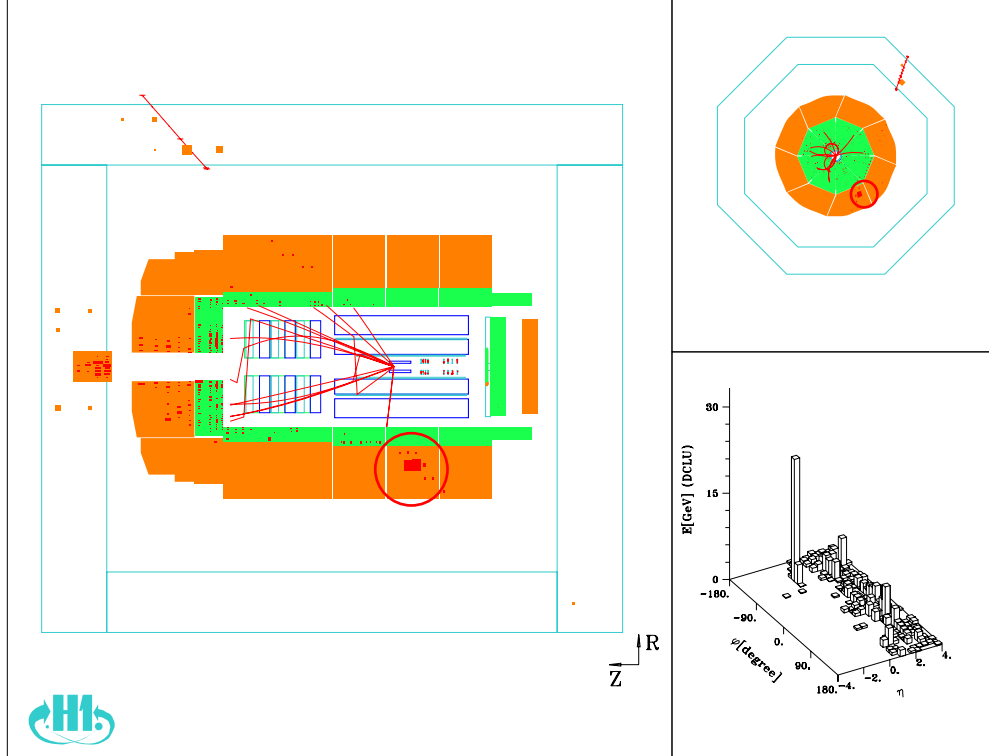 R
Z
H1
E[GeV] (DCLU)
30
15
0
-180.
-90.
0.
90.
180.
φ[degree]
-4.
-2.
0.
2.
4.
η